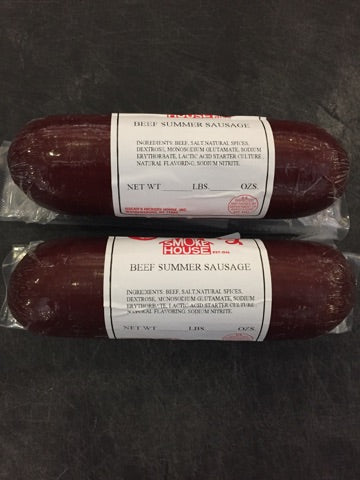 HOUSE
BEEF SUMMER SAUSAGE
INGREDIENTS: BEEF, SALT,NATURAL SPICES,
DEXTROSE, MONOSODIUM GLUTAMATE, SODIUM
ERYTHORBATE, LACTIC ACID STARTER CULTURE
NATURAL FLAVORING, SODIUM NITRITE.
NET WT LBS. OZS.
SMOKE
HOUSE EST.
BEEF SUMMER SAUSAGE
INGREDIENTS: BEEF, SALT,NATURAL SPICES,
DEXTROSE, MONOSODIUM GLUTAMATE, SODIUM
ERYTHORBATE, LACTIC ACID STARTER CULTURE
NATURAL FLAVORING, SODIUM NITRITE.
NET WT LBS. OZS.